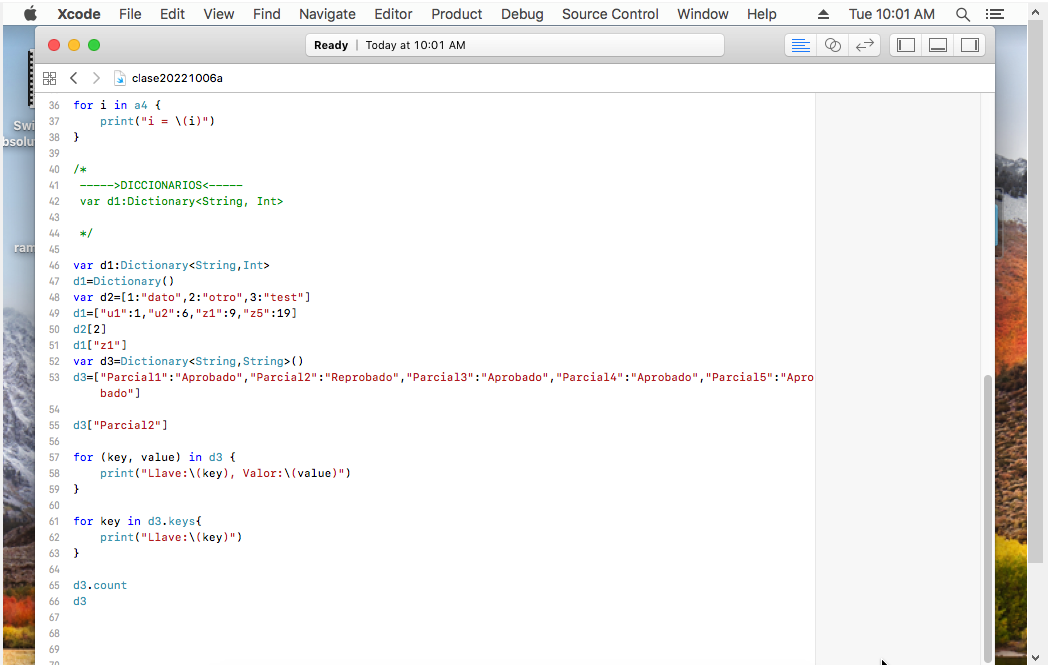 Xcode File Edit View Find Navigate Editor Product Debug Source Control Window Help Tue 10:01 AM
Ready | Today at 10:01 AM
clase20221006a
36 for i in a4 {
37 print("i = \(i)")
38 }
39
40 /*
41 ----->DICCIONARIOS<-----
42 var d1:Dictionary<String, Int>
43
44 */
45
46 var d1:Dictionary<String,Int>
47 d1=Dictionary()
48 var d2=[1:"dato",2:"otro",3:"test"]
49 d1=["u1":1,"u2":6,"z1":9,"z5":19]
50 d2[2]
51 d1["z1"]
52 var d3=Dictionary<String,String>()
53 d3=["Parcial1":"Aprobado","Parcial2":"Reprobado","Parcial3":"Aprobado","Parcial4":"Aprobado","Parcial5":"Apro
bado"]
54
55 d3["Parcial2"]
56
57 for (key, value) in d3 {
58 print("Llave:\(key), Valor:\(value)")
59 }
60
61 for key in d3.keys{
62 print("Llave:\(key)")
63 }
64
65 d3.count
66 d3
67
68
69
Swi
bsolu
ram